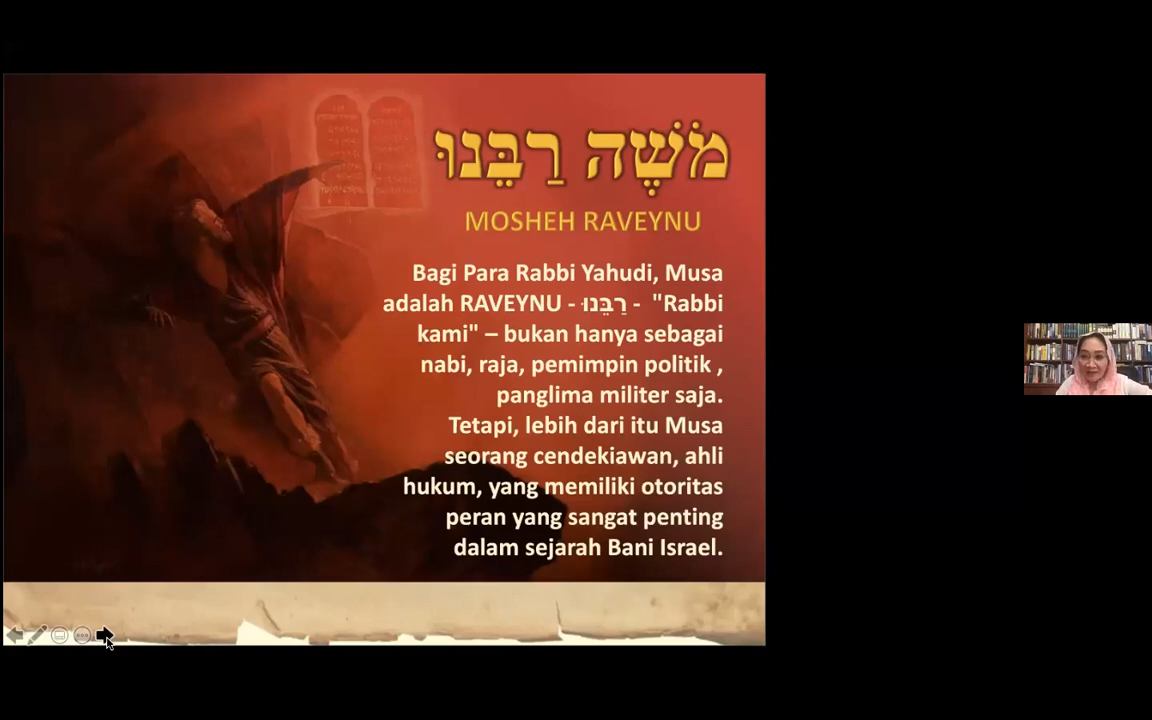 מֹשֶׁה רַבֵּנוּ
MOSHEH RAVEYNU
Bagi Para Rabbi Yahudi, Musa
adalah RAVEYNU - רַבֵּנוּ - "Rabbi
kami" – bukan hanya sebagai
nabi, raja, pemimpin politik ,
panglima militer saja.
Tetapi, lebih dari itu Musa
seorang cendekiawan, ahli
hukum, yang memiliki otoritas
peran yang sangat penting
dalam sejarah Bani Israel.